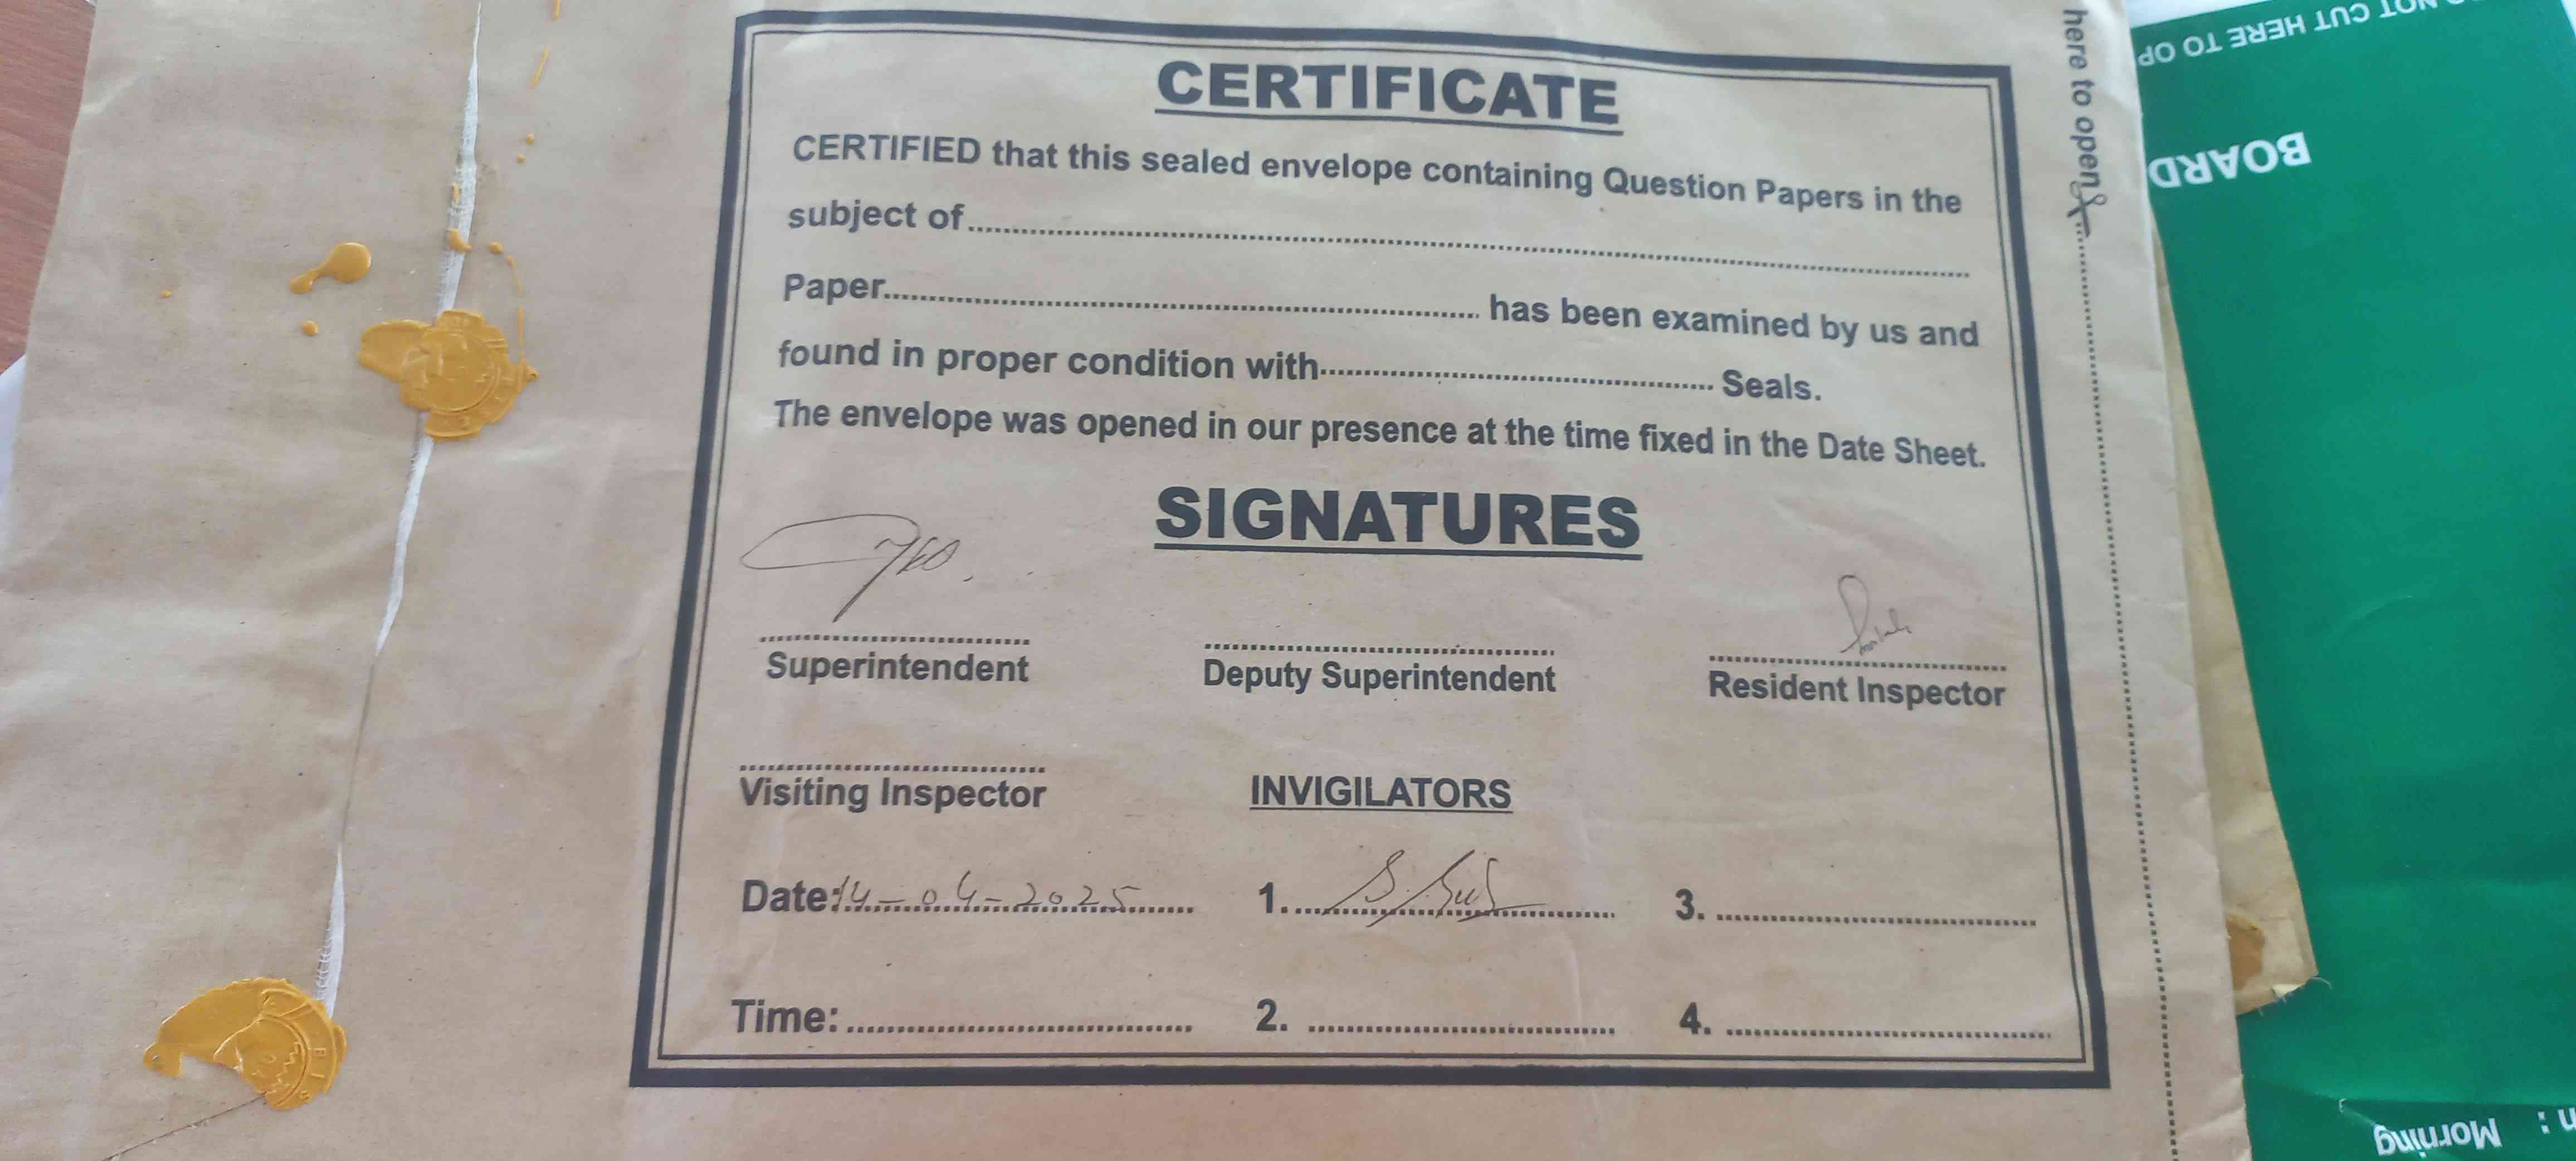 CERTIFICATE
CERTIFIED that this sealed envelope containing Question Papers in the
subject of
Paper has been examined by us and
found in proper condition with Seals.
The envelope was opened in our presence at the time fixed in the Date Sheet.
SIGNATURES
Superintendent
Deputy Superintendent
Resident Inspector
Visiting Inspector
INVIGILATORS
Date: 14-04-2025
1.
3.
Time:
2.
4.
here to open
NOT CUT HERE TO OP
BOARD
Morning